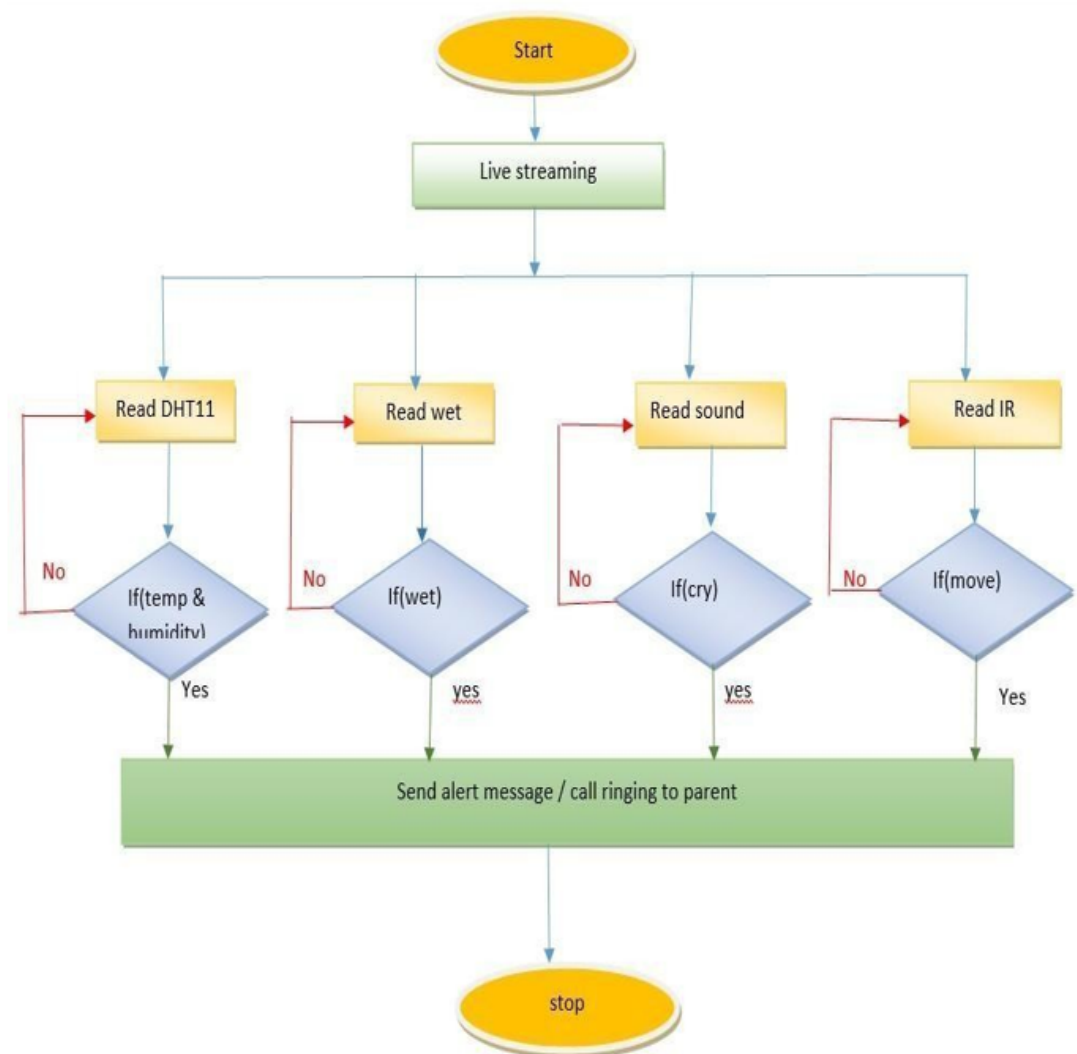 Start
Live streaming
Read DHT11
Read wet
Read sound
Read IR
No
No
No
No
If(temp &
humidity)
If(wet)
If(cry)
If(move)
Yes
yes
yes
Yes
Send alert message / call ringing to parent
stop